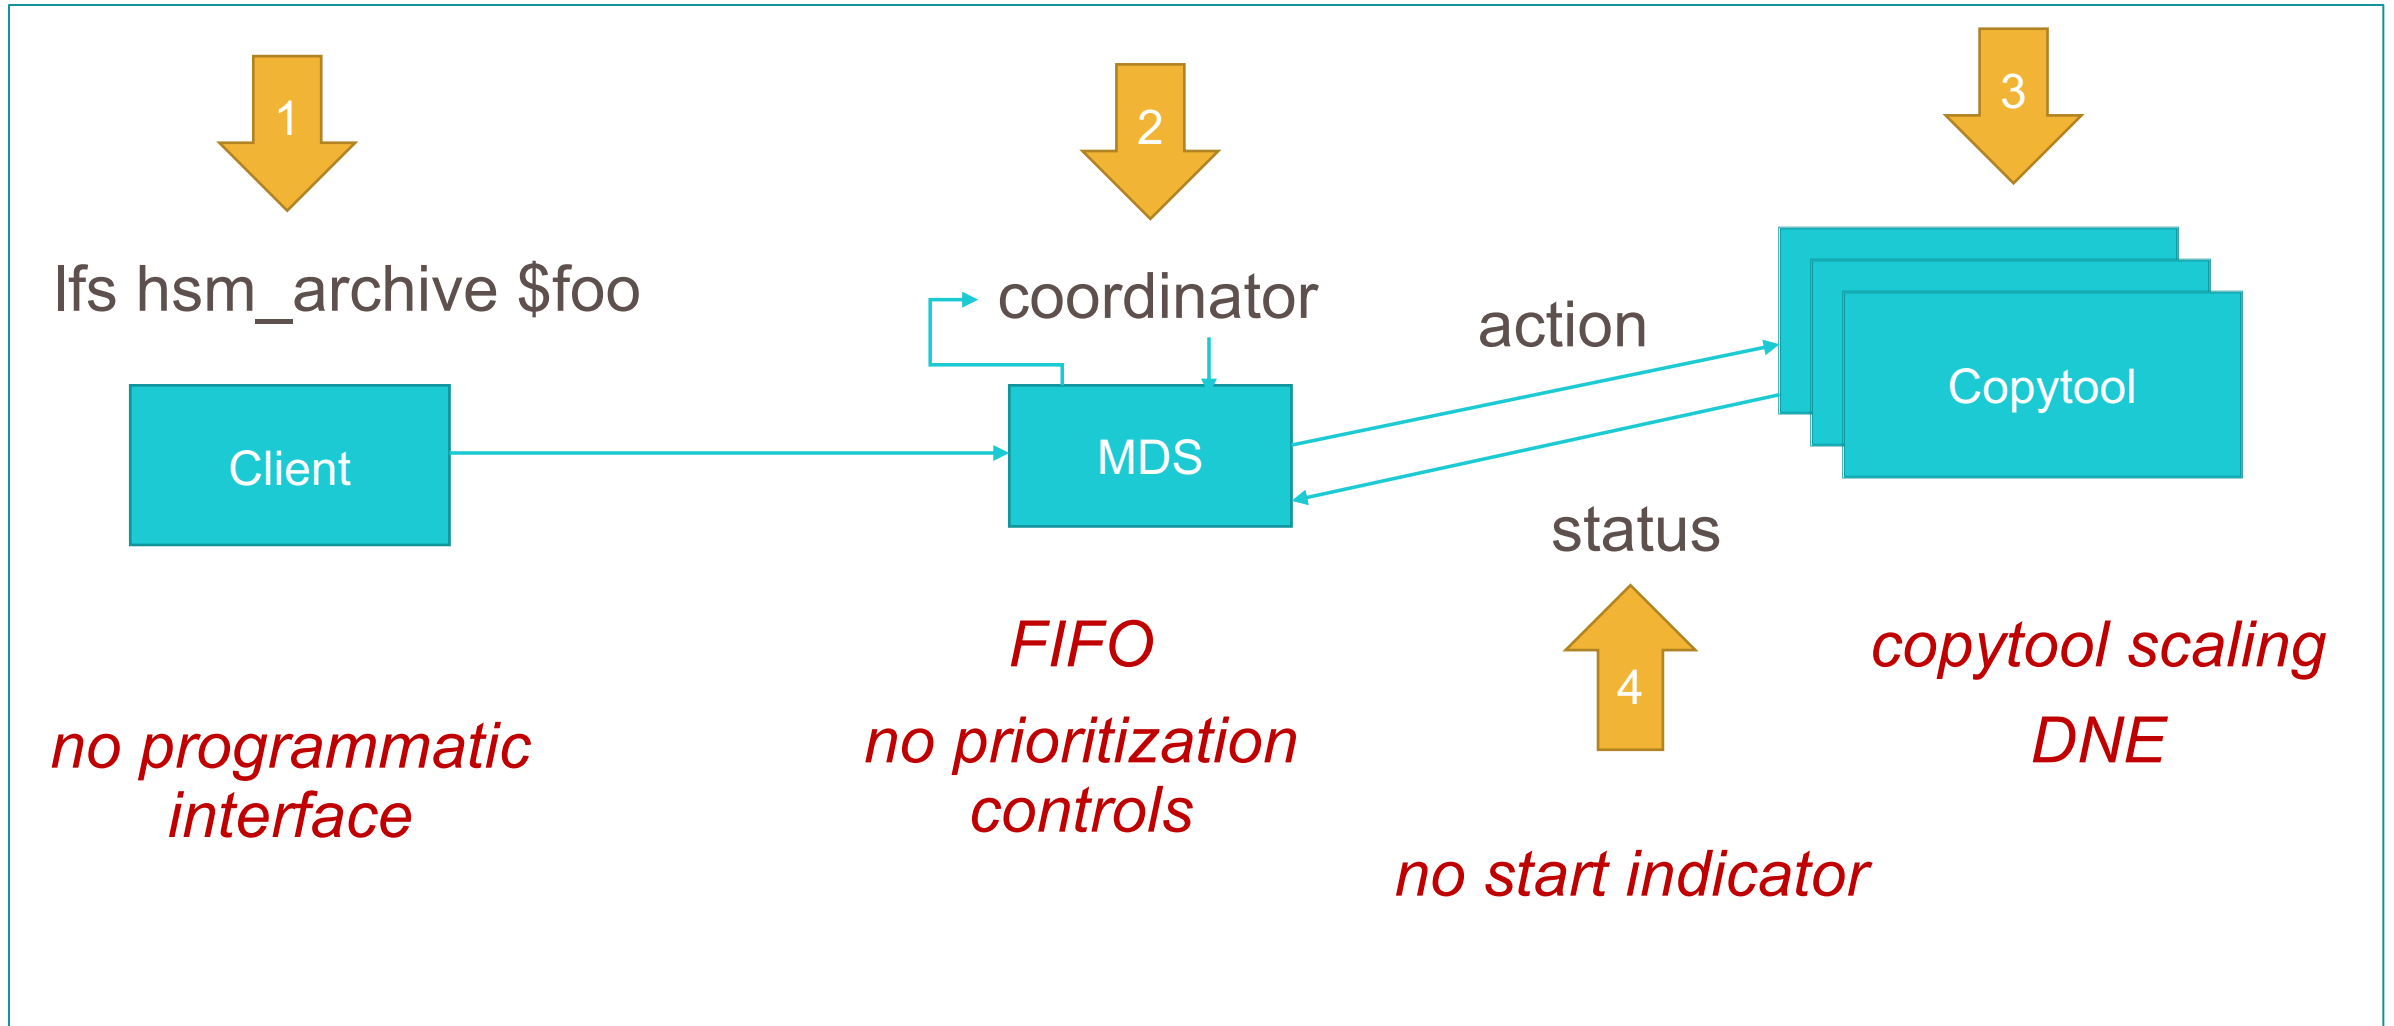 1
2
3
lfs hsm_archive $foo
coordinator
action
Copytool
Client
MDS
status
FIFO
no prioritization
controls
copytool scaling
DNE
4
no programmatic
interface
no start indicator